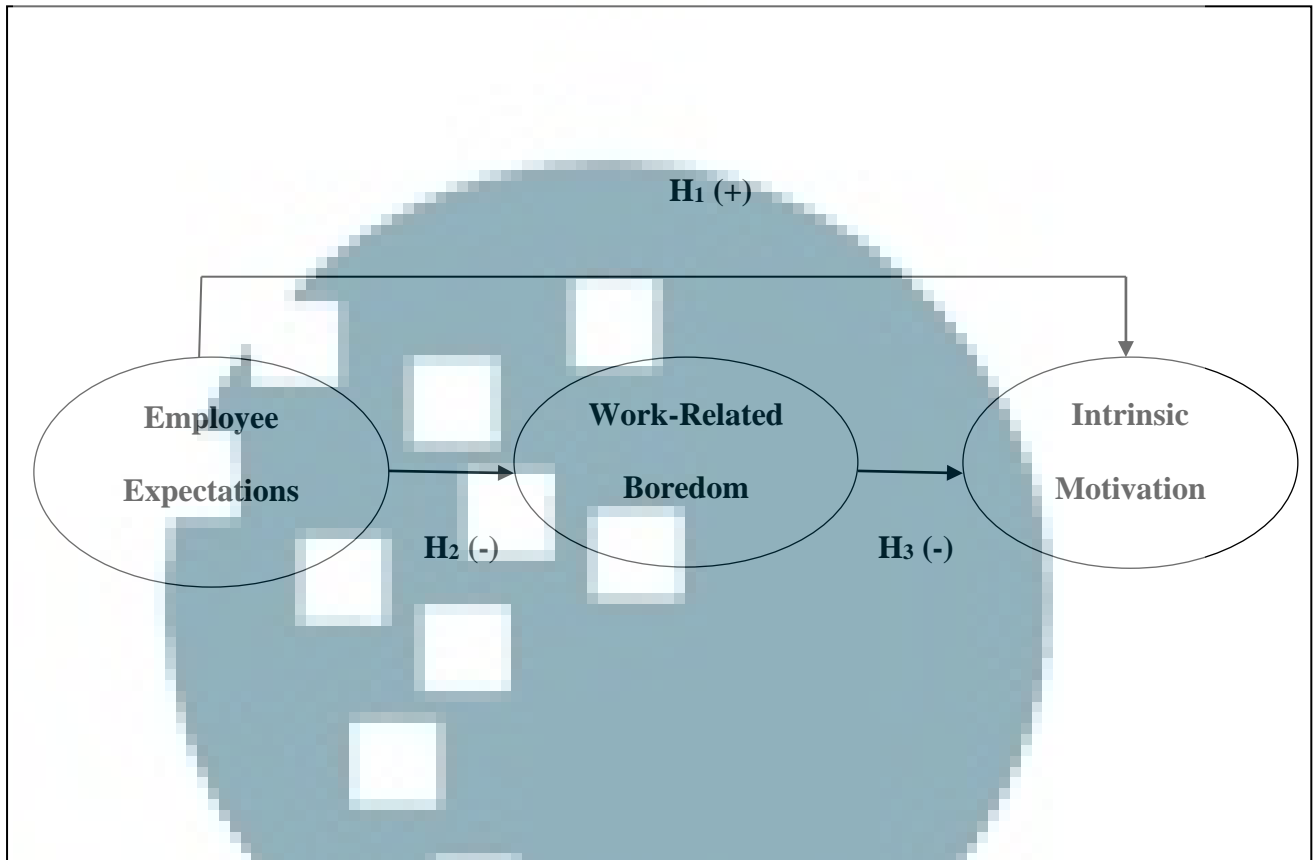 H₁ (+)
Employee
Expectations
Work-Related
Boredom
Intrinsic
Motivation
H₂ (-)
H₃ (-)